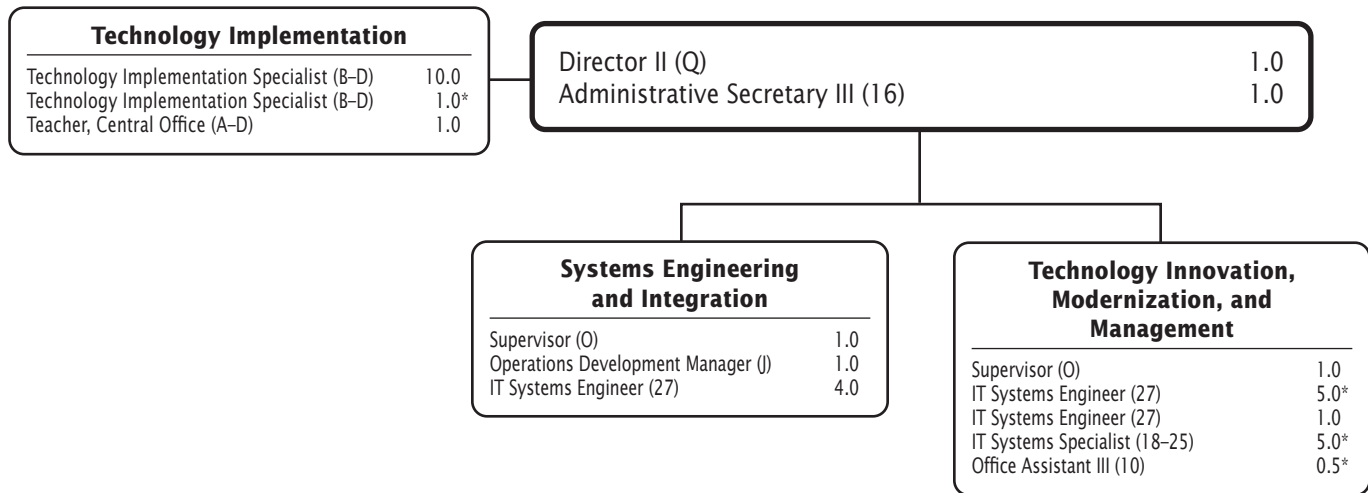 Technology Implementation
Technology Implementation Specialist (B–D) 10.0
Technology Implementation Specialist (B–D) 1.0*
Teacher, Central Office (A–D) 1.0
Director II (Q) 1.0
Administrative Secretary III (16) 1.0
Systems Engineering
and Integration
Supervisor (O) 1.0
Operations Development Manager (J) 1.0
IT Systems Engineer (27) 4.0
Technology Innovation,
Modernization, and
Management
Supervisor (O) 1.0
IT Systems Engineer (27) 5.0*
IT Systems Engineer (27) 1.0
IT Systems Specialist (18–25) 5.0*
Office Assistant III (10) 0.5*